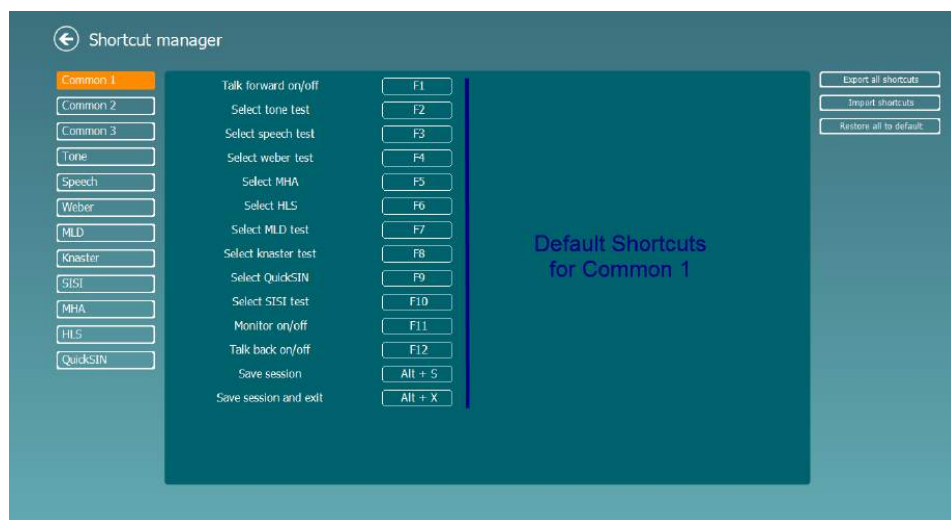 Shortcut manager
Common 1
Common 2
Common 3
Tone
Speech
Weber
MLD
Knaster
SISI
MHA
HLS
QuickSIN
Talk forward on/off F1
Select tone test F2
Select speech test F3
Select weber test F4
Select MHA F5
Select HLS F6
Select MLD test F7
Select knaster test F8
Select QuickSIN F9
Select SISI test F10
Monitor on/off F11
Talk back on/off F12
Save session Alt + S
Save session and exit Alt + X
Default Shortcuts
for Common 1
Export all shortcuts
Import shortcuts
Restore all to default